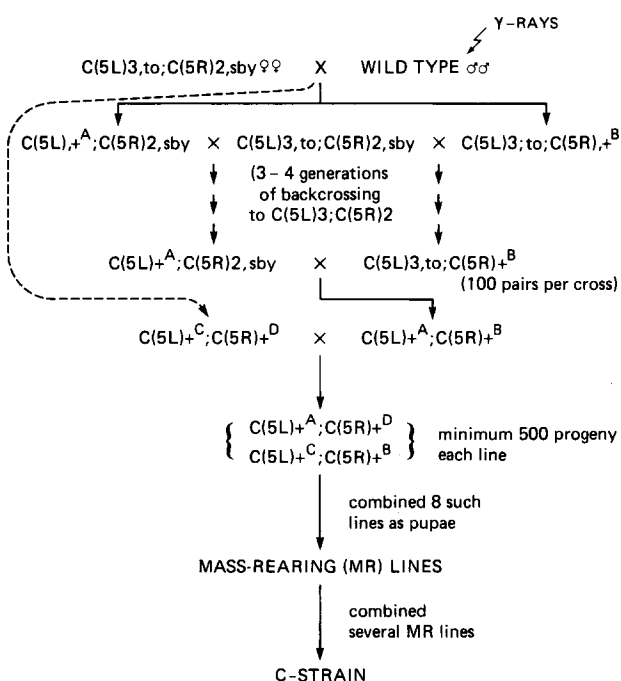 γ–RAYS
C(5L)3,to;C(5R)2,sby ♀♀ X WILD TYPE ♂♂
C(5L),+A;C(5R)2,sby × C(5L)3,to;C(5R)2,sby × C(5L)3;to;C(5R),+B
(3 – 4 generations
of backcrossing
to C(5L)3;C(5R)2
C(5L)+A;C(5R)2,sby × C(5L)3,to;C(5R)+B
(100 pairs per cross)
C(5L)+C;C(5R)+D × C(5L)+A;C(5R)+B
{ C(5L)+A;C(5R)+D } minimum 500 progeny
{ C(5L)+C;C(5R)+B } each line
combined 8 such
lines as pupae
MASS-REARING (MR) LINES
combined
several MR lines
C-STRAIN